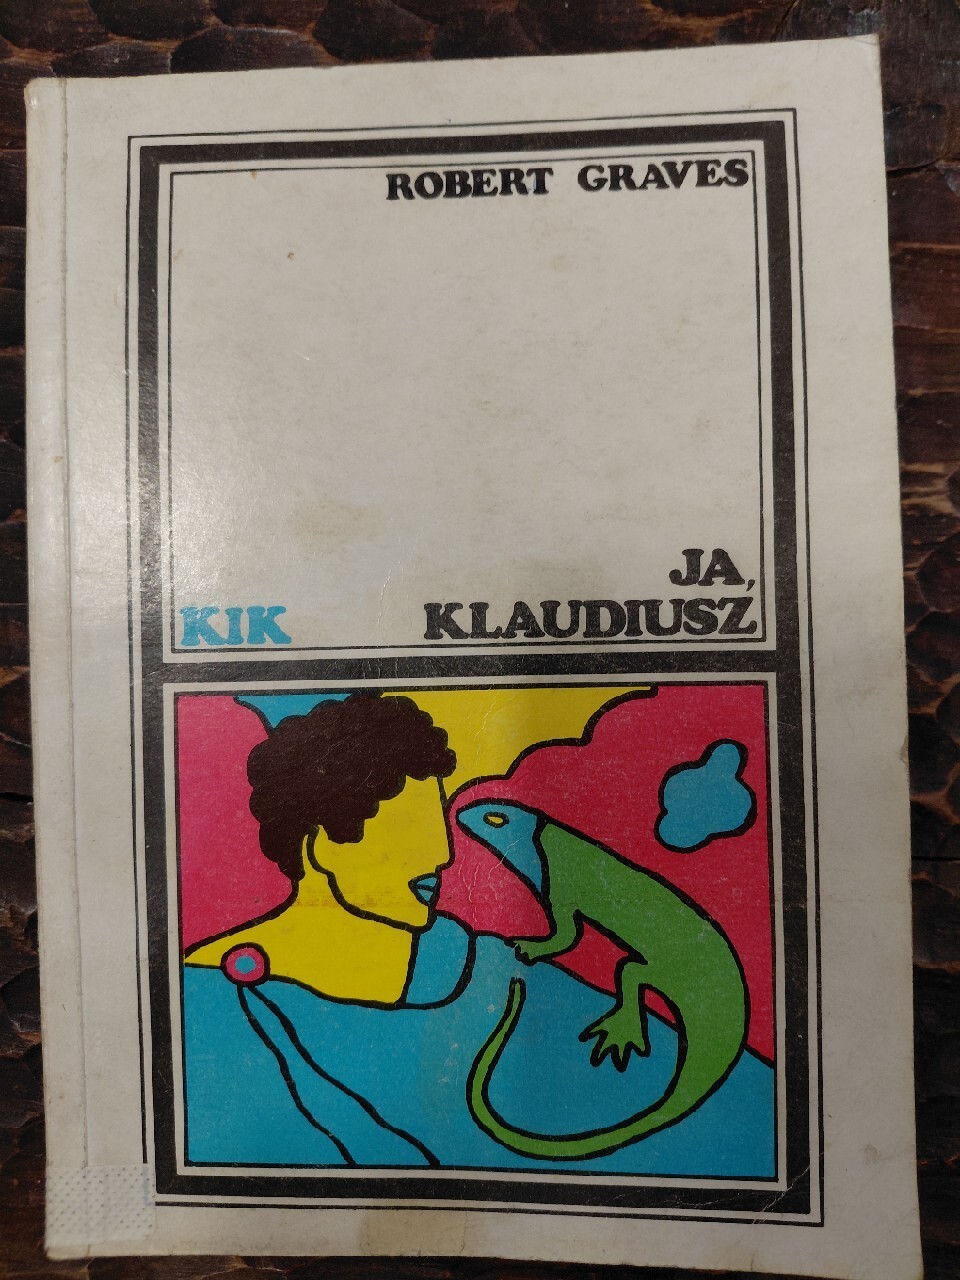 ROBERT GRAVES
JA,
KIK KLAUDIUSZ